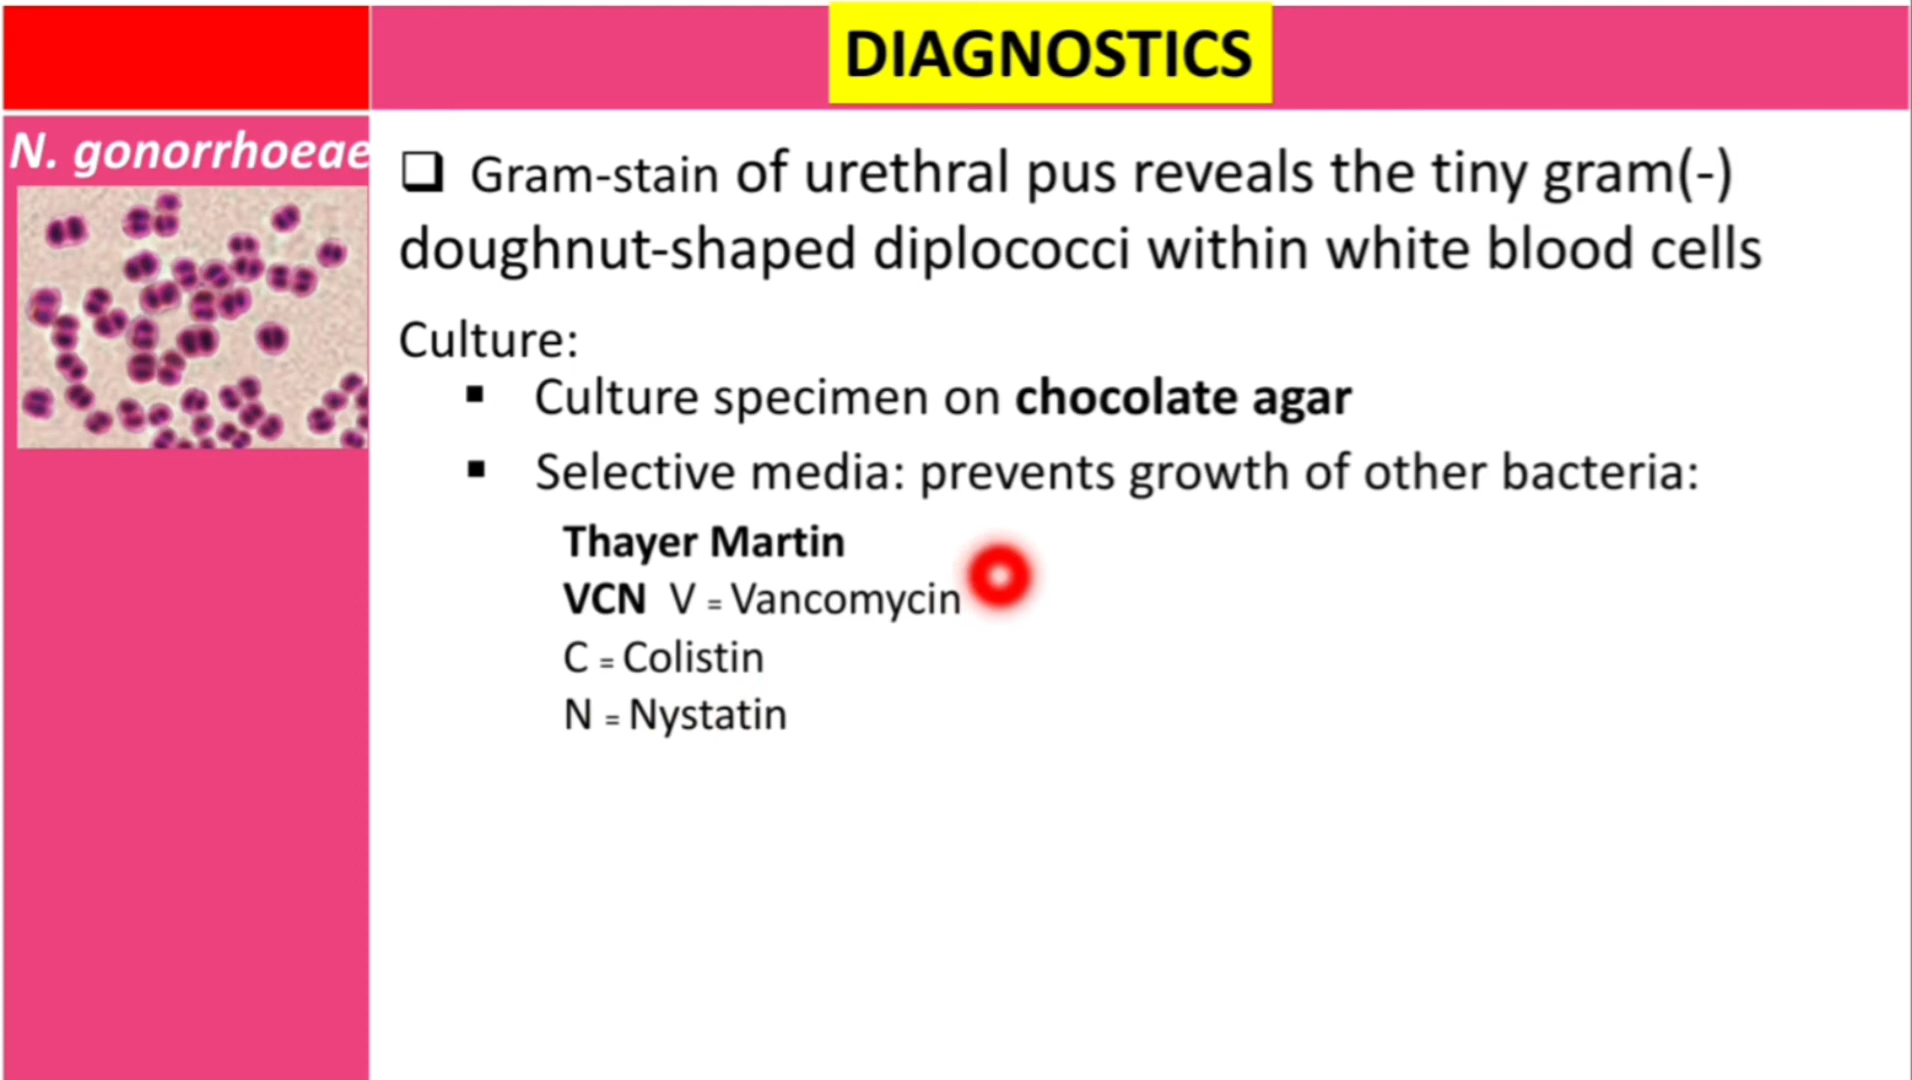 DIAGNOSTICS
N. gonorrhoeae
Gram-stain of urethral pus reveals the tiny gram(-)
doughnut-shaped diplococci within white blood cells
Culture:
Culture specimen on chocolate agar
Selective media: prevents growth of other bacteria:
Thayer Martin
VCN V = Vancomycin
C = Colistin
N = Nystatin